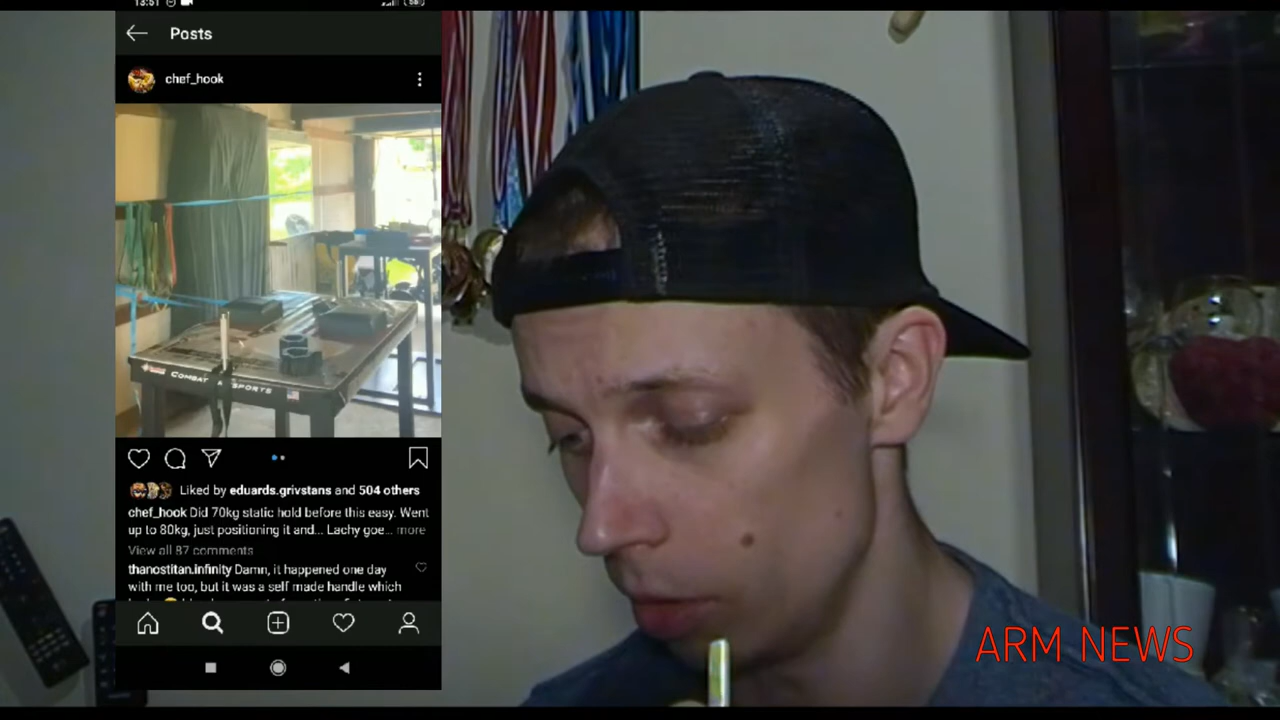 13:51
Posts
chef_hook
COMBAT SPORTS
Liked by eduards.grivstans and 504 others
chef_hook Did 70kg static hold before this easy. Went
up to 80kg, just positioning it and... Lachy goe... more
View all 87 comments
thanostitan.infinity Damn, it happened one day
with me too, but it was a self made handle which
ARM NEWS